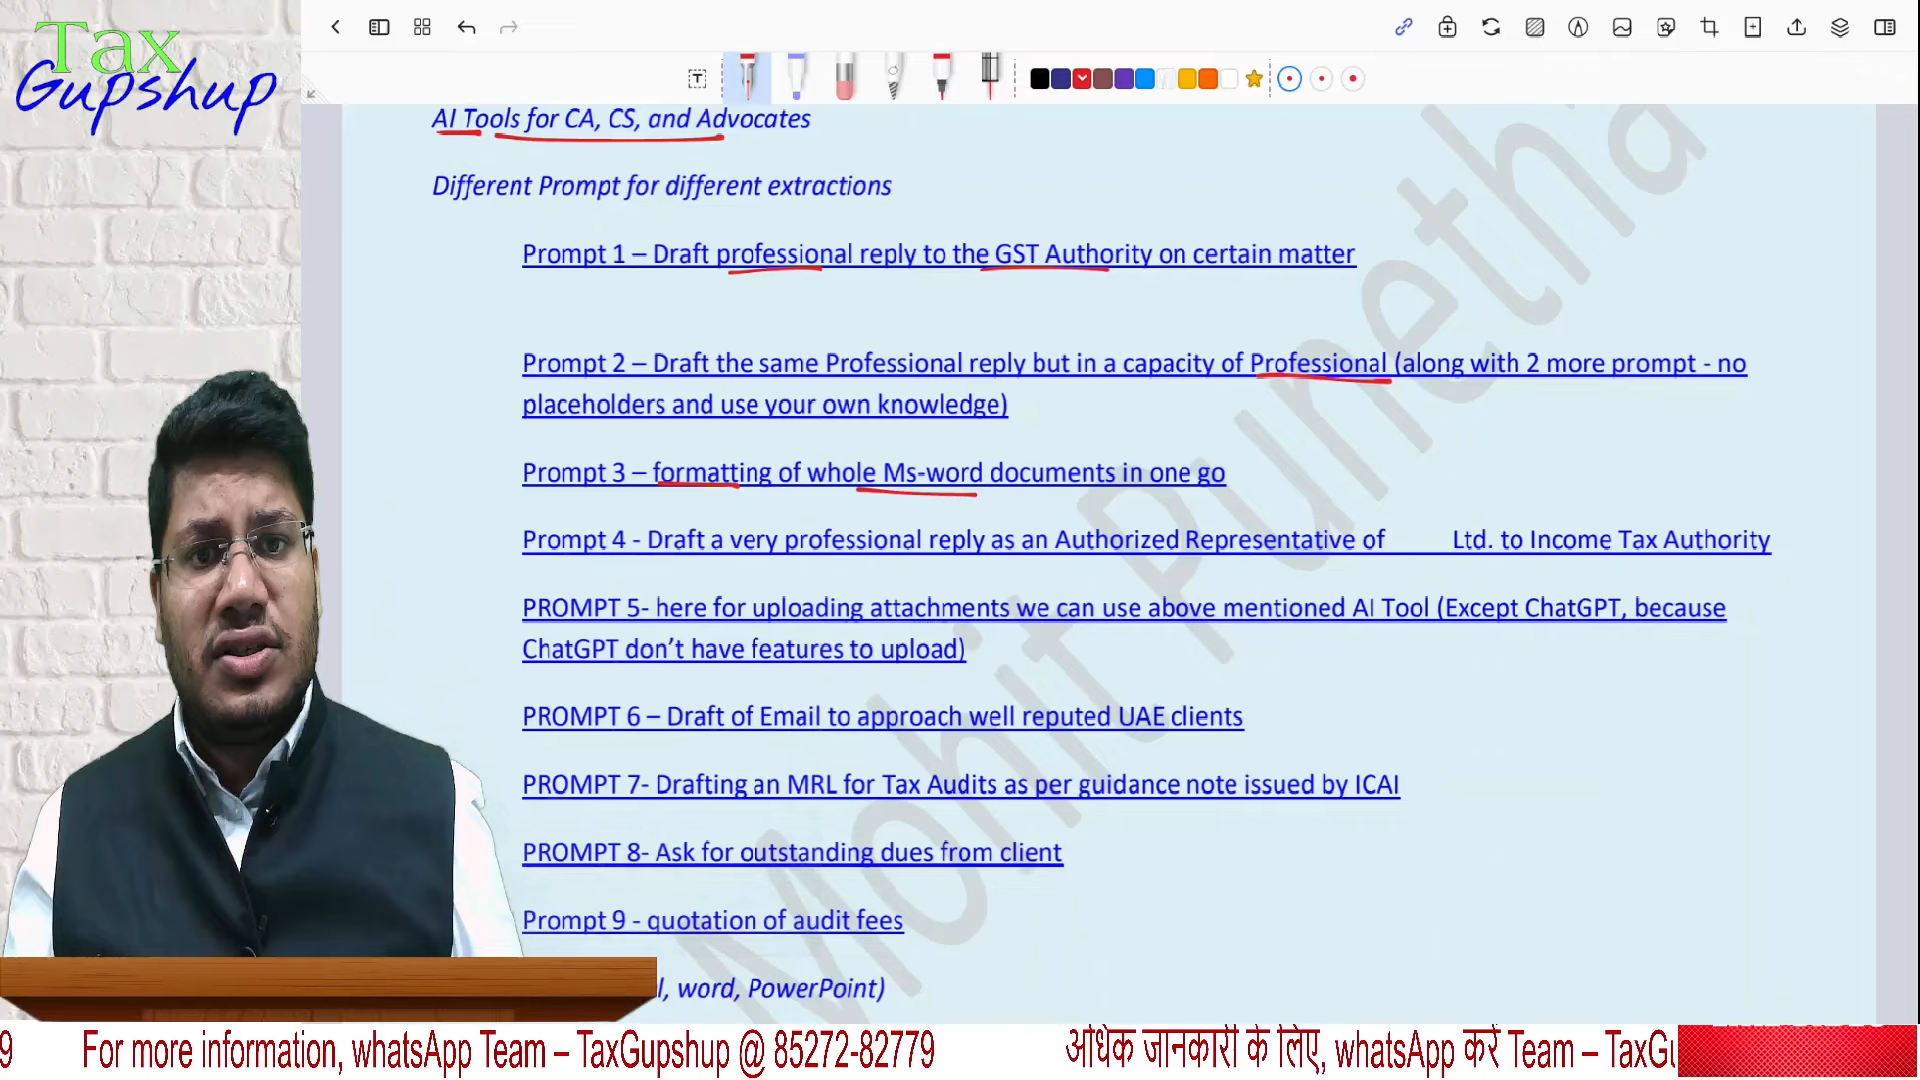 Tax
Gupshup
AI Tools for CA, CS, and Advocates
Different Prompt for different extractions
Prompt 1 – Draft professional reply to the GST Authority on certain matter
Prompt 2 – Draft the same Professional reply but in a capacity of Professional (along with 2 more prompt - no
placeholders and use your own knowledge)
Prompt 3 – formatting of whole Ms-word documents in one go
Prompt 4 - Draft a very professional reply as an Authorized Representative of Ltd. to Income Tax Authority
PROMPT 5- here for uploading attachments we can use above mentioned AI Tool (Except ChatGPT, because
ChatGPT don’t have features to upload)
PROMPT 6 – Draft of Email to approach well reputed UAE clients
PROMPT 7- Drafting an MRL for Tax Audits as per guidance note issued by ICAI
PROMPT 8- Ask for outstanding dues from client
Prompt 9 - quotation of audit fees
l, word, PowerPoint)
Mohit Punetha
9 For more information, whatsApp Team – TaxGupshup @ 85272-82779 अधिक जानकारी के लिए, whatsApp करें Team – TaxGu